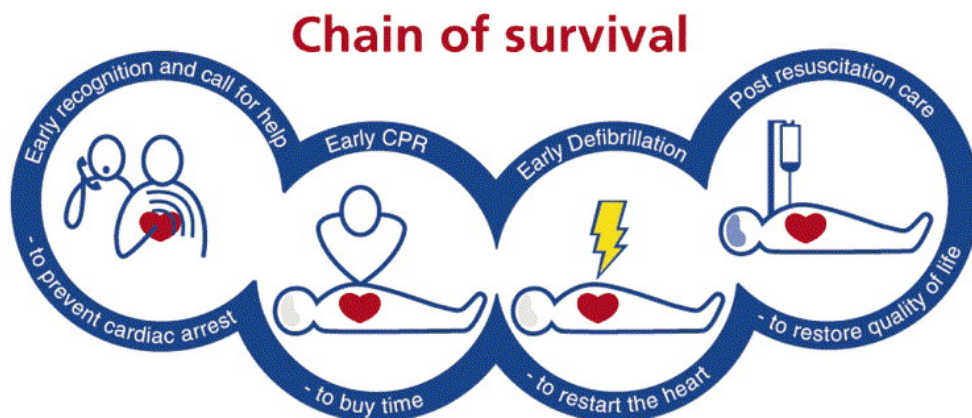 Chain of survival
Early recognition and call for help
- to prevent cardiac arrest
Early CPR
- to buy time
Early Defibrillation
- to restart the heart
Post resuscitation care
- to restore quality of life